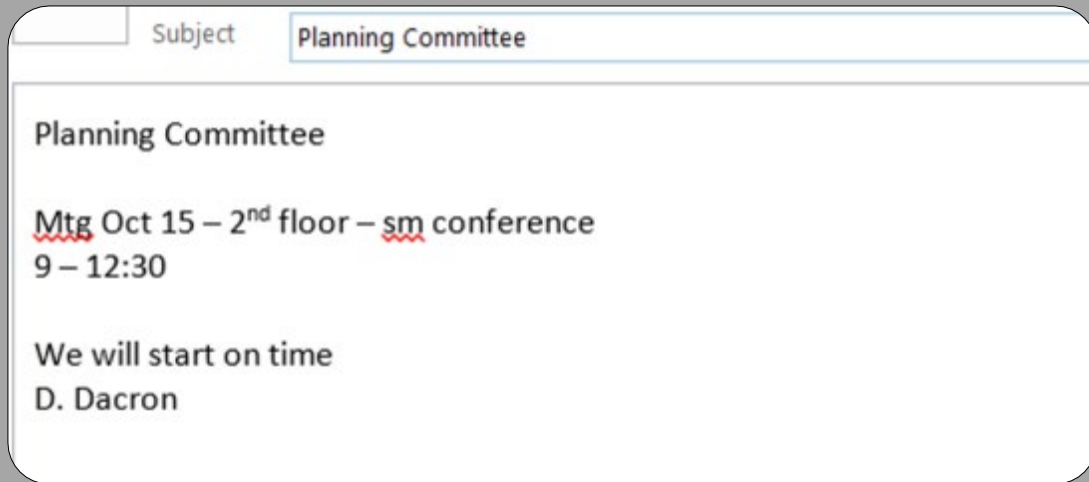 Subject Planning Committee
Planning Committee
Mtg Oct 15 – 2nd floor – sm conference
9 – 12:30
We will start on time
D. Dacron